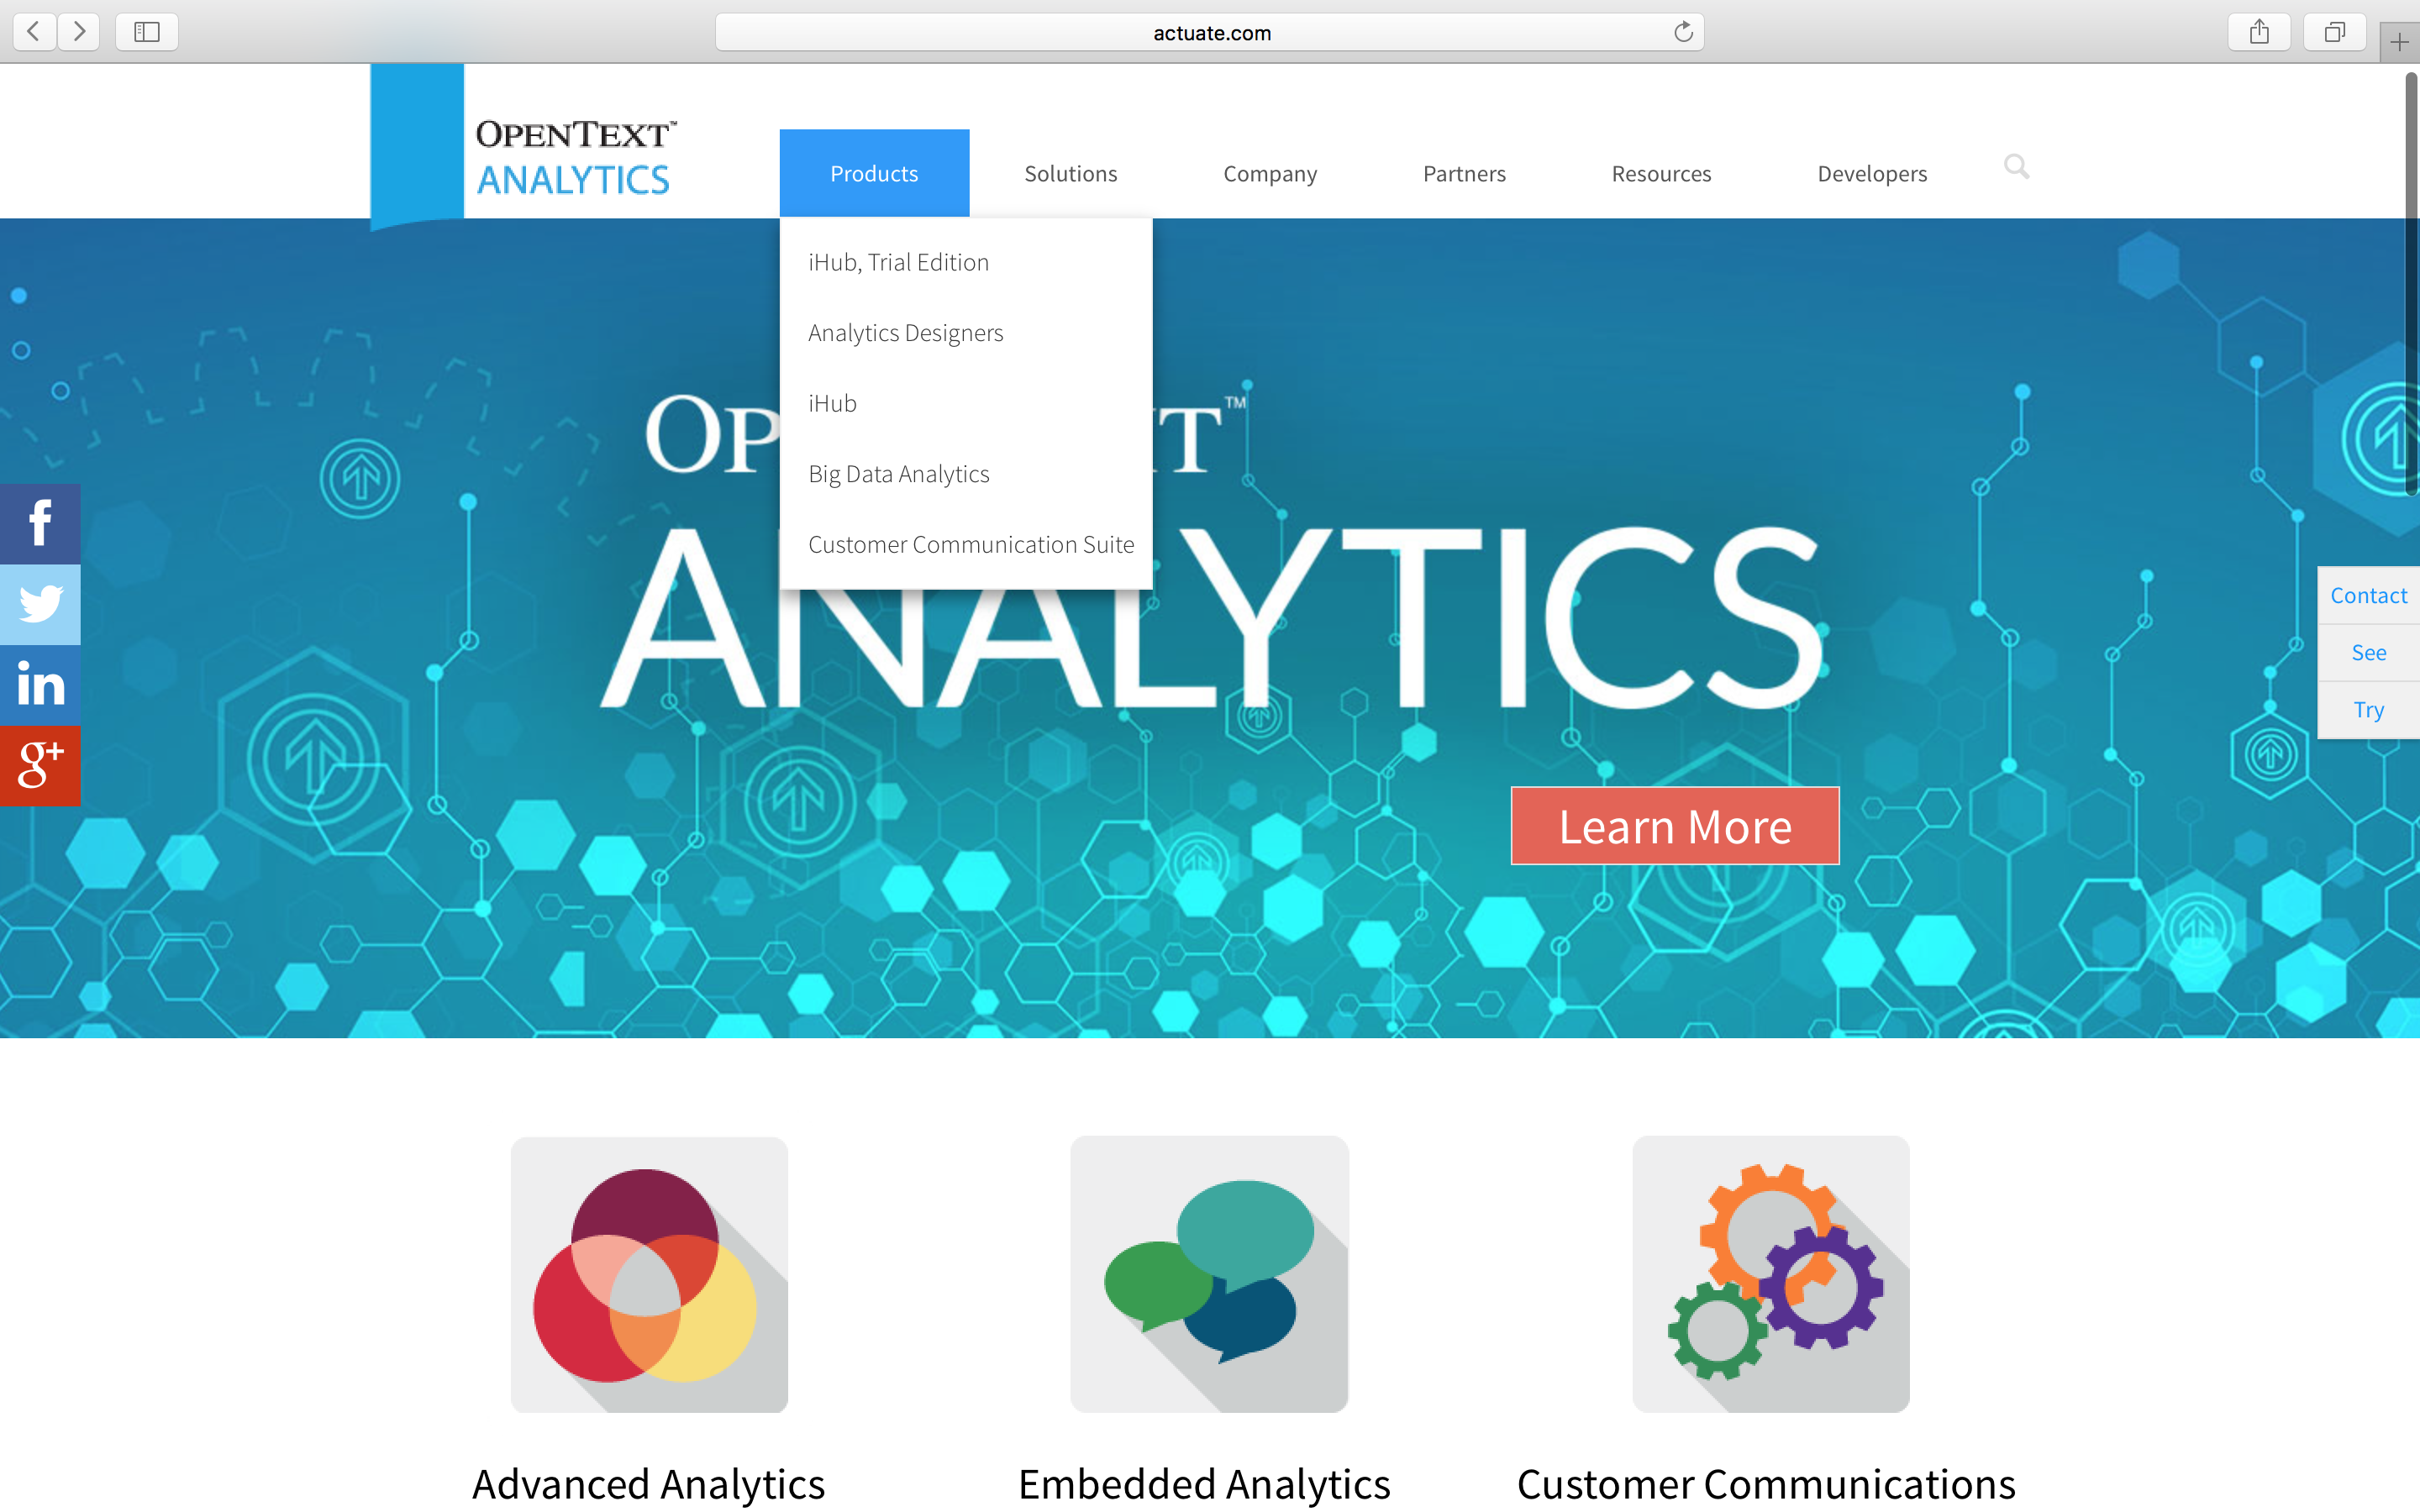 actuate.com
OPENTEXT™
ANALYTICS
Products
Solutions
Company
Partners
Resources
Developers
iHub, Trial Edition
Analytics Designers
iHub
Big Data Analytics
Customer Communication Suite
OP T™
ANALYTICS
Learn More
f
in
g+
Contact
See
Try
Advanced Analytics
Embedded Analytics
Customer Communications